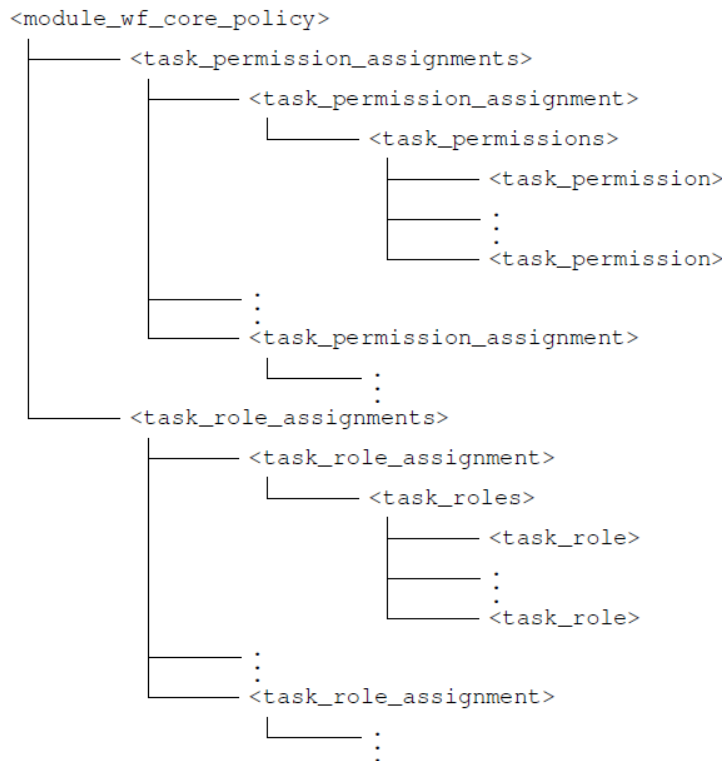 <module_wf_core_policy>
<task_permission_assignments>
<task_permission_assignment>
<task_permissions>
<task_permission>
⋮
<task_permission>
⋮
<task_permission_assignment>
⋮
<task_role_assignments>
<task_role_assignment>
<task_roles>
<task_role>
⋮
<task_role>
⋮
<task_role_assignment>
⋮